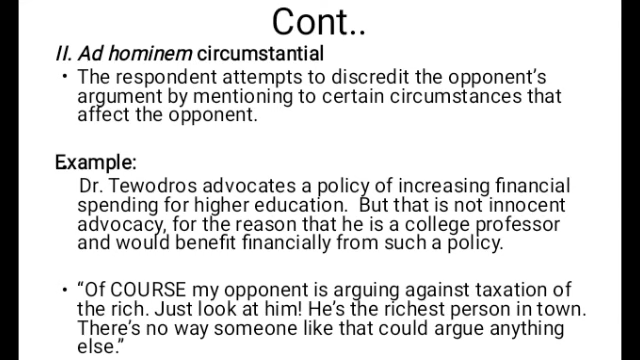 Cont..
II. Ad hominem circumstantial
• The respondent attempts to discredit the opponent's
argument by mentioning to certain circumstances that
affect the opponent.
Example:
Dr. Tewodros advocates a policy of increasing financial
spending for higher education. But that is not innocent
advocacy, for the reason that he is a college professor
and would benefit financially from such a policy.
• “Of COURSE my opponent is arguing against taxation of
the rich. Just look at him! He's the richest person in town.
There's no way someone like that could argue anything
else.”